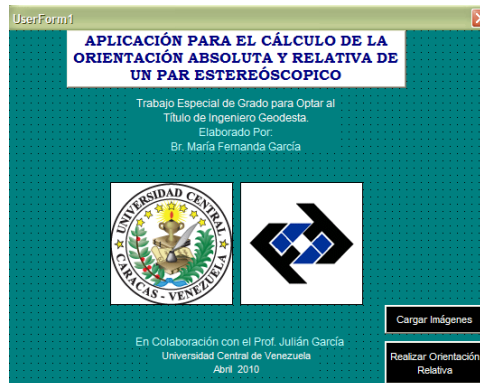 UserForm1
APLICACIÓN PARA EL CÁLCULO DE LA
ORIENTACIÓN ABSOLUTA Y RELATIVA DE
UN PAR ESTEREÓSCOPICO
Trabajo Especial de Grado para Optar al
Título de Ingeniero Geodesta.
Elaborado Por:
Br. María Fernanda García
UNIVERSIDAD CENTRAL
CARACAS - VENEZUELA
Cargar Imágenes
En Colaboración con el Prof. Julián García
Universidad Central de Venezuela
Abril 2010
Realizar Orientación
Relativa